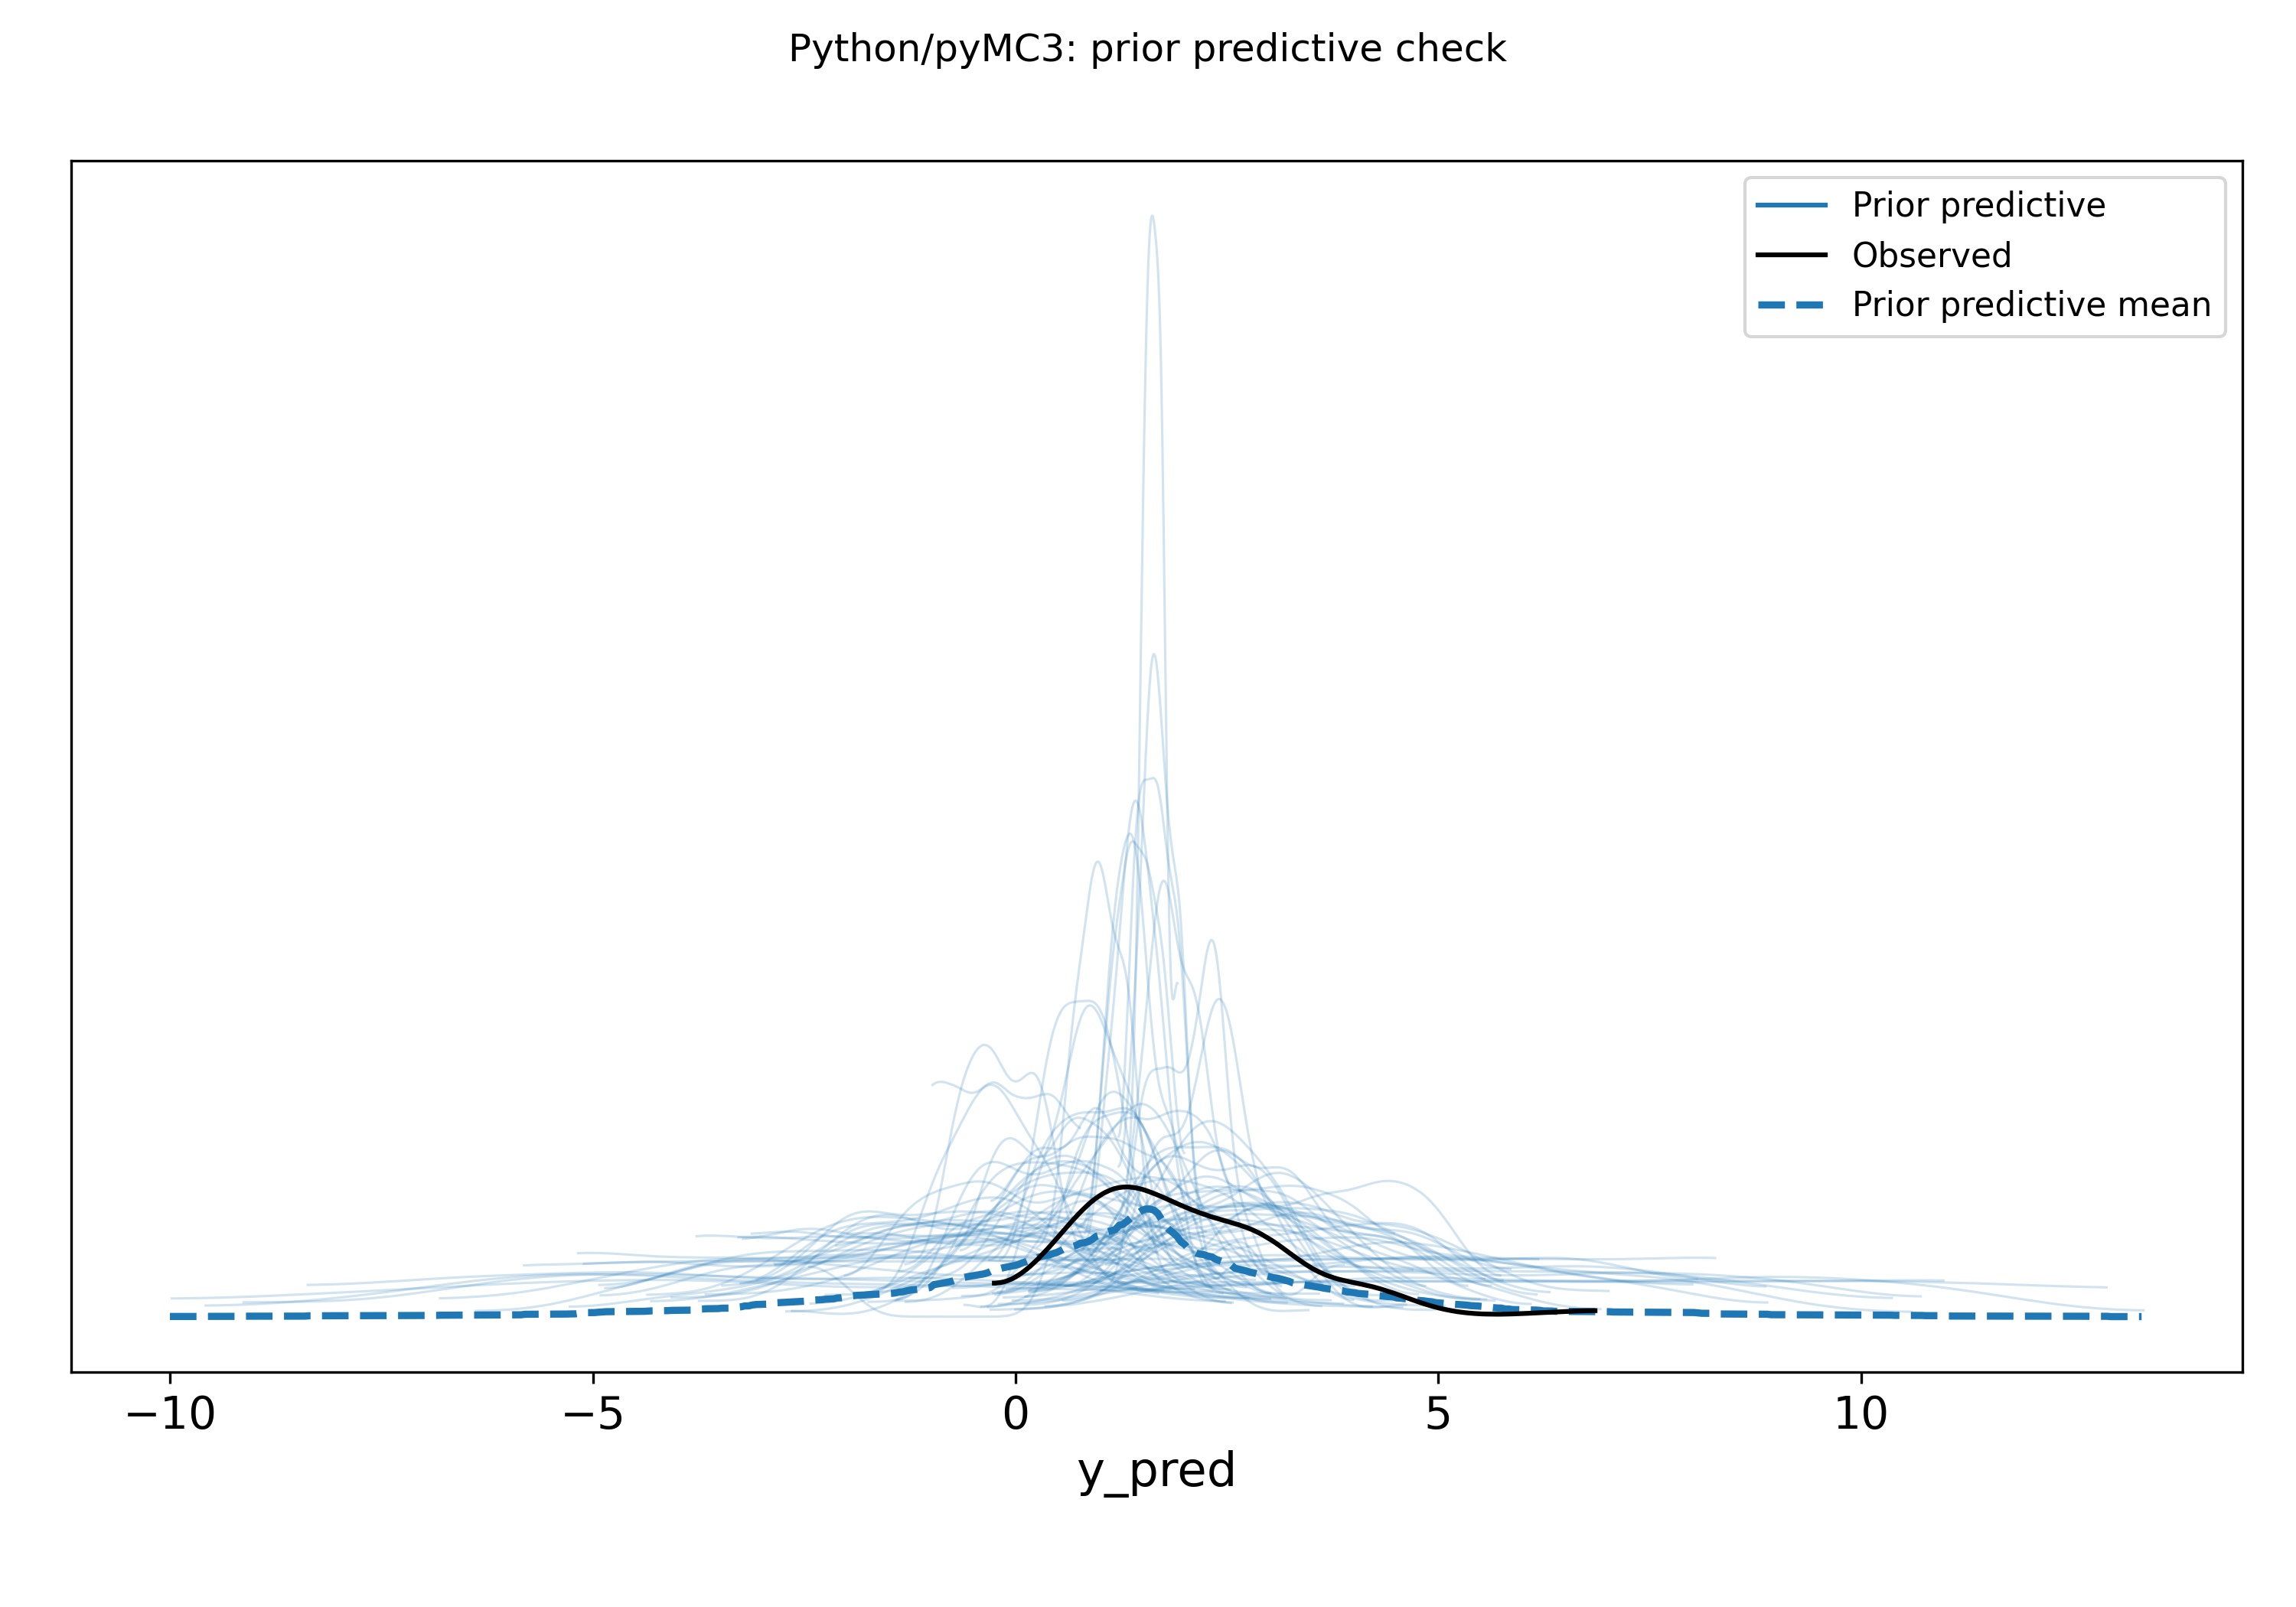 Python/pyMC3: prior predictive check
Prior predictive
Observed
Prior predictive mean
−10
−5
0
5
10
y_pred